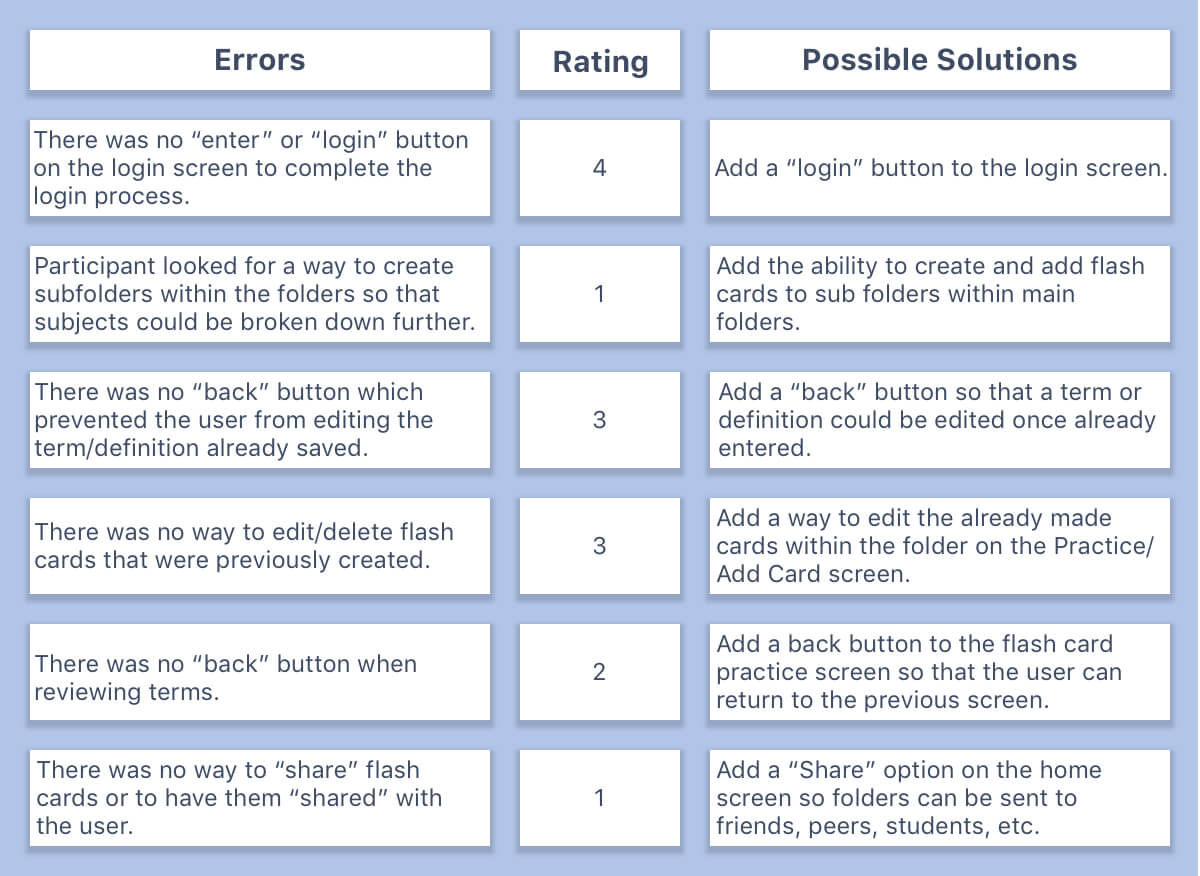 Errors
Rating
Possible Solutions
There was no “enter” or “login” button
on the login screen to complete the
login process.
4
Add a “login” button to the login screen.
Participant looked for a way to create
subfolders within the folders so that
subjects could be broken down further.
1
Add the ability to create and add flash
cards to sub folders within main
folders.
There was no “back” button which
prevented the user from editing the
term/definition already saved.
3
Add a “back” button so that a term or
definition could be edited once already
entered.
There was no way to edit/delete flash
cards that were previously created.
3
Add a way to edit the already made
cards within the folder on the Practice/
Add Card screen.
There was no “back” button when
reviewing terms.
2
Add a back button to the flash card
practice screen so that the user can
return to the previous screen.
There was no way to “share” flash
cards or to have them “shared” with
the user.
1
Add a “Share” option on the home
screen so folders can be sent to
friends, peers, students, etc.